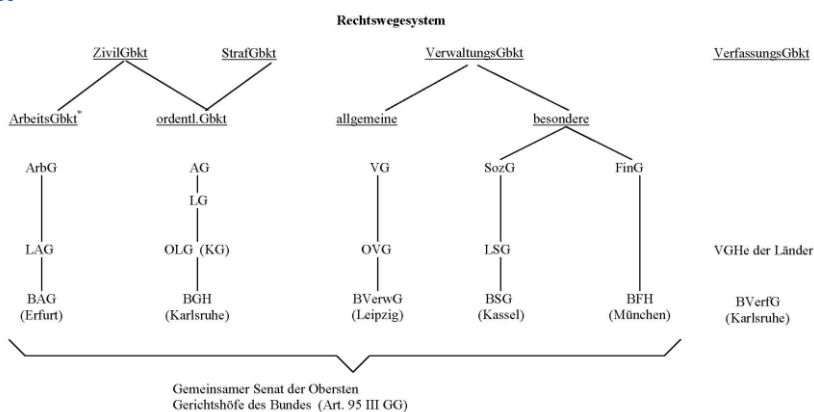 Rechtswegesystem
ZivilGbkt StrafGbkt VerwaltungsGbkt VerfassungsGbkt
ArbeitsGbkt* ordentl.Gbkt allgemeine besondere
ArbG AG VG SozG FinG
LG
LAG OLG (KG) OVG LSG VGHe der Länder
BAG BGH BVerwG BSG BFH BVerfG
(Erfurt) (Karlsruhe) (Leipzig) (Kassel) (München) (Karlsruhe)
Gemeinsamer Senat der Obersten
Gerichtshöfe des Bundes (Art. 95 III GG)